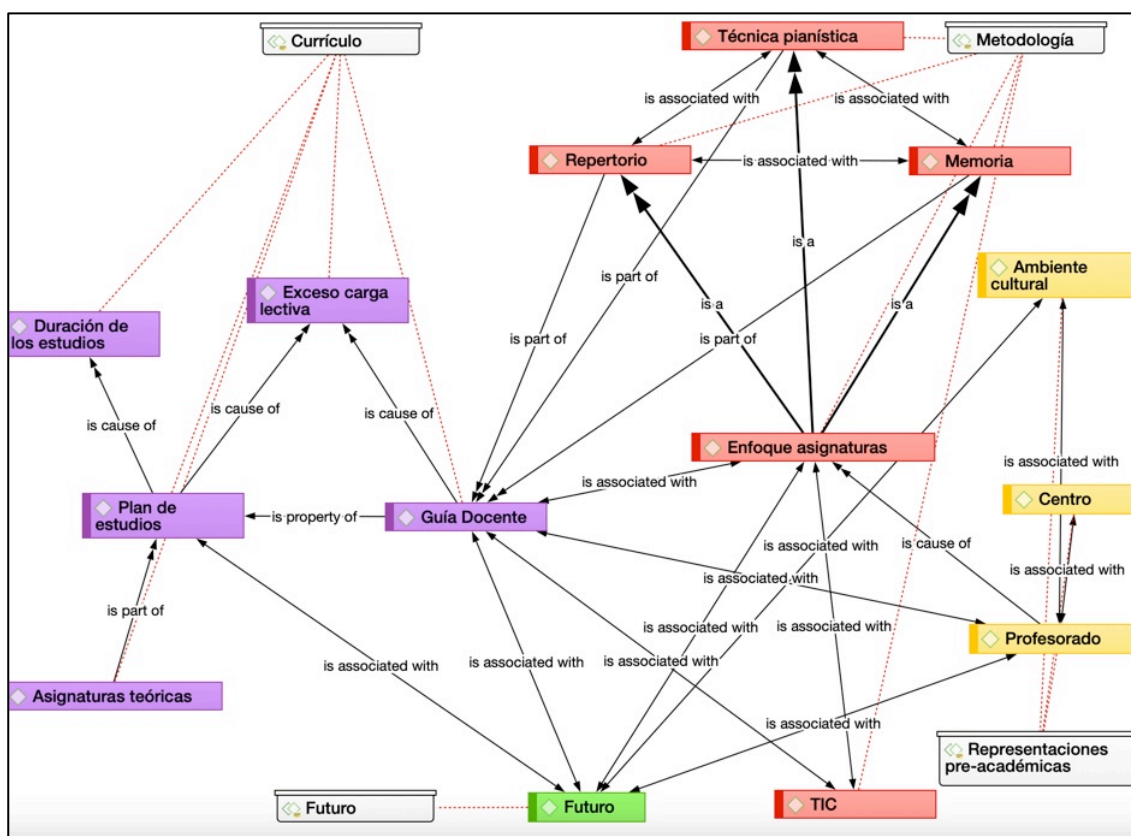 Currículo
Técnica pianística
Metodología
is associated with
is associated with
Repertorio
is associated with
Memoria
is a
is part of
Ambiente
cultural
Exceso carga
lectiva
is a
is a
Duración de
los estudios
is part of
is part of
is cause of
is cause of
is cause of
Enfoque asignaturas
is associated with
is associated with
Centro
Plan de
estudios
is property of
Guía Docente
is associated with
is cause of
is associated with
is associated with
is part of
is associated with
is associated with
Profesorado
is associated with
is associated with
is associated with
Asignaturas teóricas
is associated with
Representaciones
pre-académicas
Futuro
Futuro
TIC